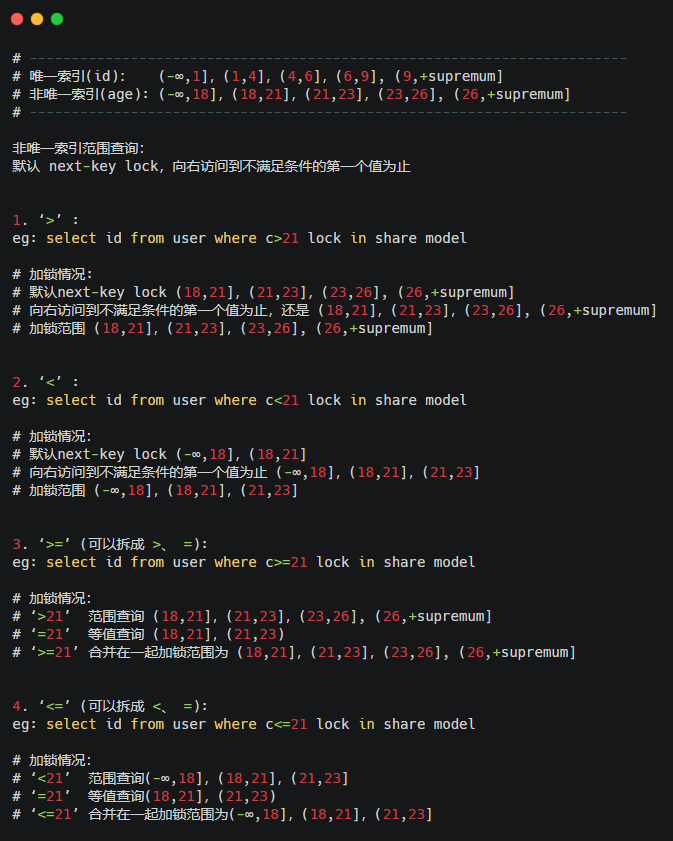 # -----------------------------------------------------------------------
# 唯一索引(id):   (-∞,1]，(1,4]，(4,6]，(6,9]，(9,+supremum]
# 非唯一索引(age)：(-∞,18]，(18,21]，(21,23]，(23,26]，(26,+supremum]
# -----------------------------------------------------------------------
非唯一索引范围查询：
默认 next-key lock，向右访问到不满足条件的第一个值为止
1. ‘>’ ：
eg：select id from user where c>21 lock in share model
# 加锁情况：
# 默认next-key lock (18,21]，(21,23]，(23,26]，(26,+supremum]
# 向右访问到不满足条件的第一个值为止，还是 (18,21]，(21,23]，(23,26]，(26,+supremum]
# 加锁范围 (18,21]，(21,23]，(23,26]，(26,+supremum]
2. ‘<’ ：
eg：select id from user where c<21 lock in share model
# 加锁情况：
# 默认next-key lock (-∞,18]，(18,21]
# 向右访问到不满足条件的第一个值为止 (-∞,18]，(18,21]，(21,23]
# 加锁范围 (-∞,18]，(18,21]，(21,23]
3. ‘>=’ (可以拆成 >、 =)：
eg：select id from user where c>=21 lock in share model
# 加锁情况：
# ‘>21’  范围查询 (18,21]，(21,23]，(23,26]，(26,+supremum]
# ‘=21’  等值查询 (18,21]，(21,23)
# ‘>=21’ 合并在一起加锁范围为 (18,21]，(21,23]，(23,26]，(26,+supremum]
4. ‘<=’ (可以拆成 <、 =)：
eg：select id from user where c<=21 lock in share model
# 加锁情况：
# ‘<21’  范围查询(-∞,18]，(18,21]，(21,23]
# ‘=21’  等值查询(18,21]，(21,23)
# ‘<=21’ 合并在一起加锁范围为(-∞,18]，(18,21]，(21,23]